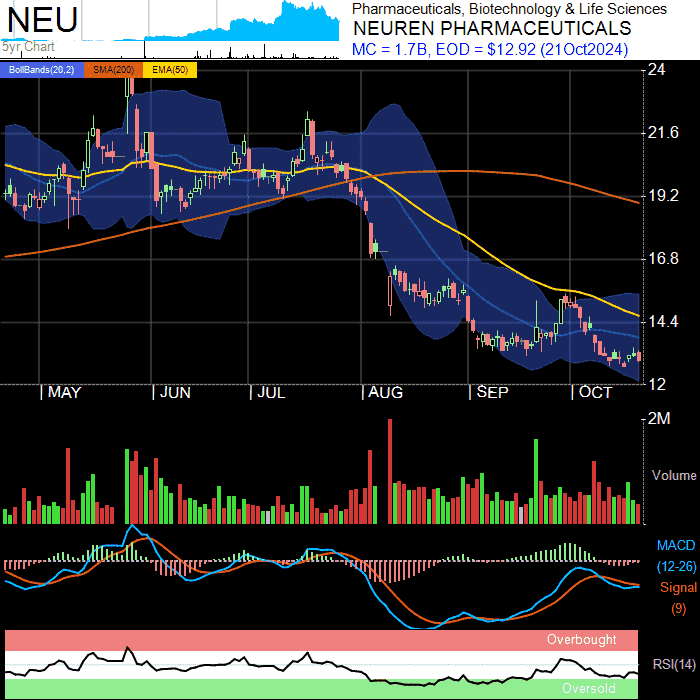 NEU
5yr Chart
Pharmaceuticals, Biotechnology & Life Sciences
NEUREN PHARMACEUTICALS
MC = 1.7B, EOD = $12.92 (21Oct2024)
BollBands(20,2) SMA(200) EMA(50)
24
21.6
19.2
16.8
14.4
12
MAY JUN JUL AUG SEP OCT
2M
Volume
MACD
(12-26)
Signal
(9)
Overbought
RSI(14)
Oversold